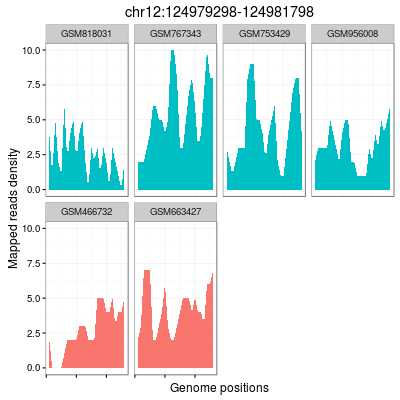 chr12:124979298-124981798
GSM818031 GSM767343 GSM753429 GSM956008
10.0
7.5
5.0
2.5
0.0
GSM466732 GSM663427
10.0
7.5
5.0
2.5
0.0
Mapped reads density
Genome positions